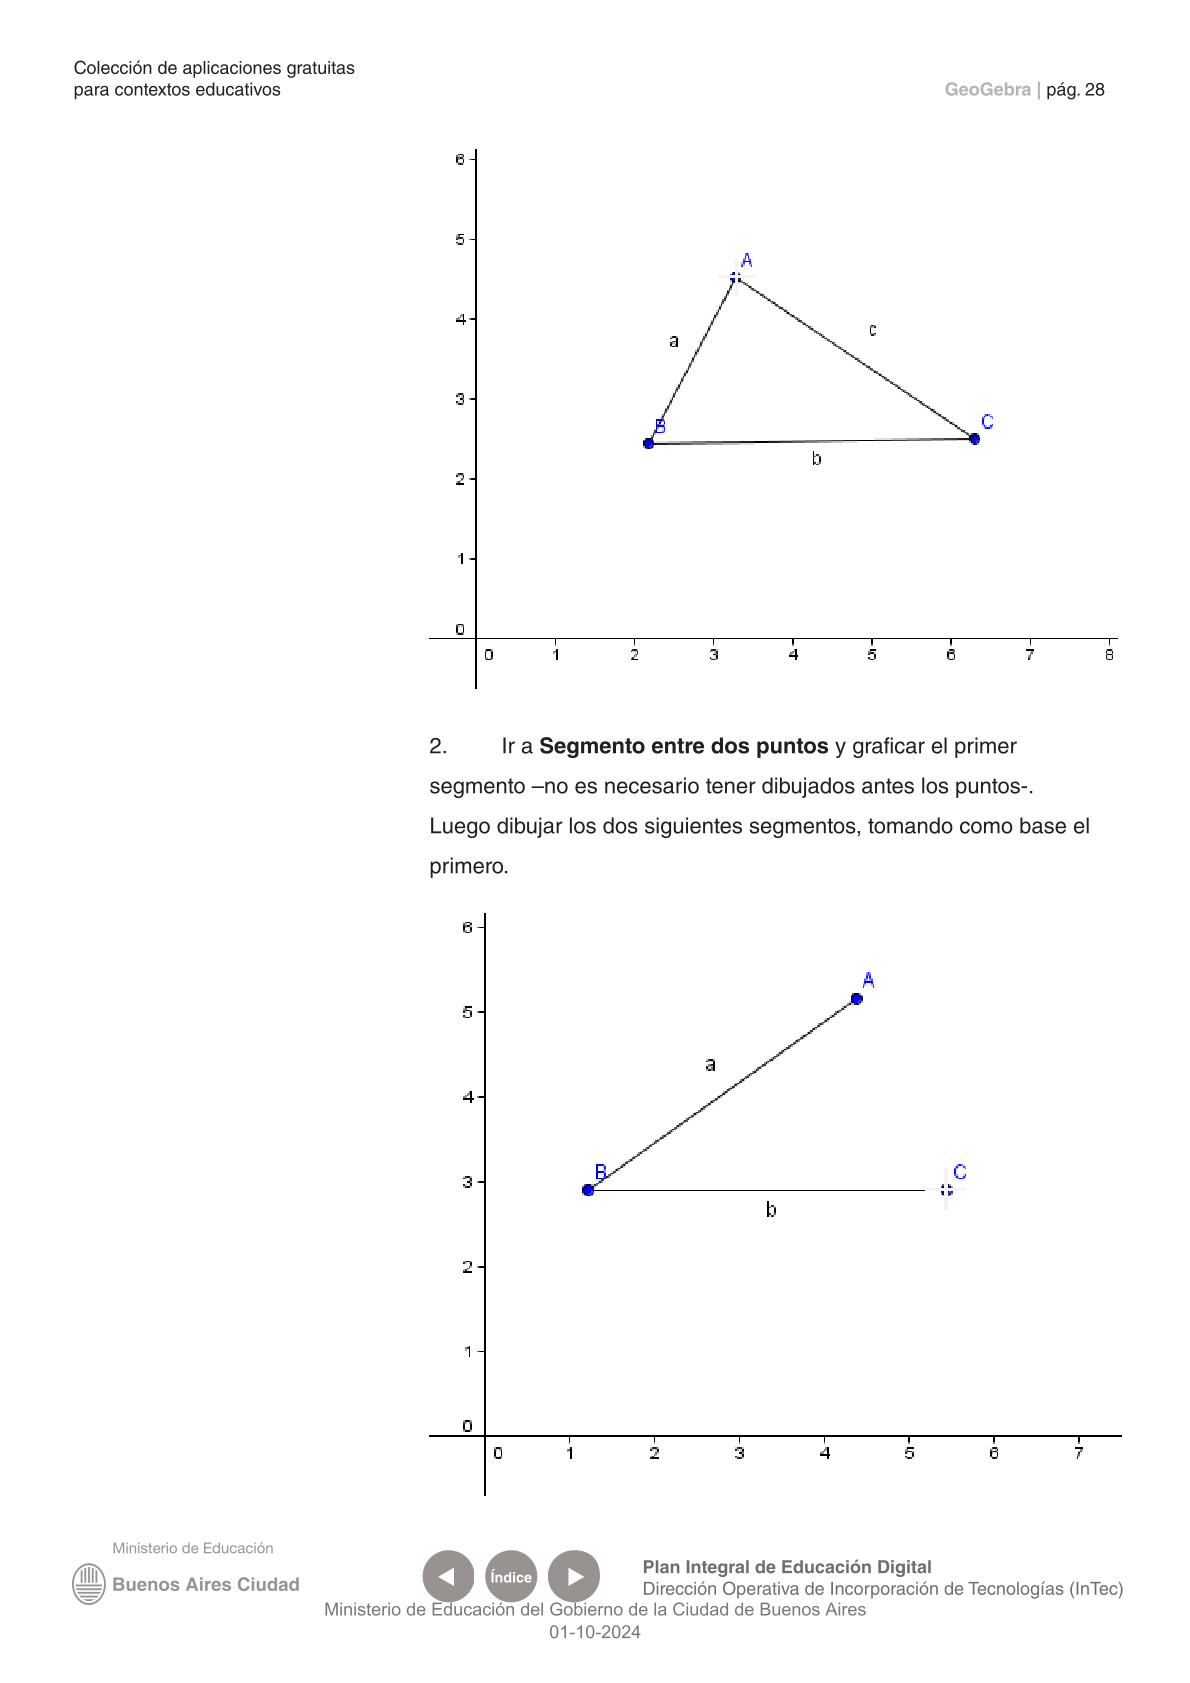 Colección de aplicaciones gratuitas
para contextos educativos
GeoGebra | pág. 28
6
5
4
3
2
1
0
A
a
c
B
C
b
0 1 2 3 4 5 6 7 8
2. Ir a Segmento entre dos puntos y graficar el primer
segmento –no es necesario tener dibujados antes los puntos-.
Luego dibujar los dos siguientes segmentos, tomando como base el
primero.
6
5
4
3
2
1
0
A
a
B
C
b
0 1 2 3 4 5 6 7
Ministerio de Educación
Buenos Aires Ciudad
Índice
Plan Integral de Educación Digital
Dirección Operativa de Incorporación de Tecnologías (InTec)
Ministerio de Educación del Gobierno de la Ciudad de Buenos Aires
01-10-2024